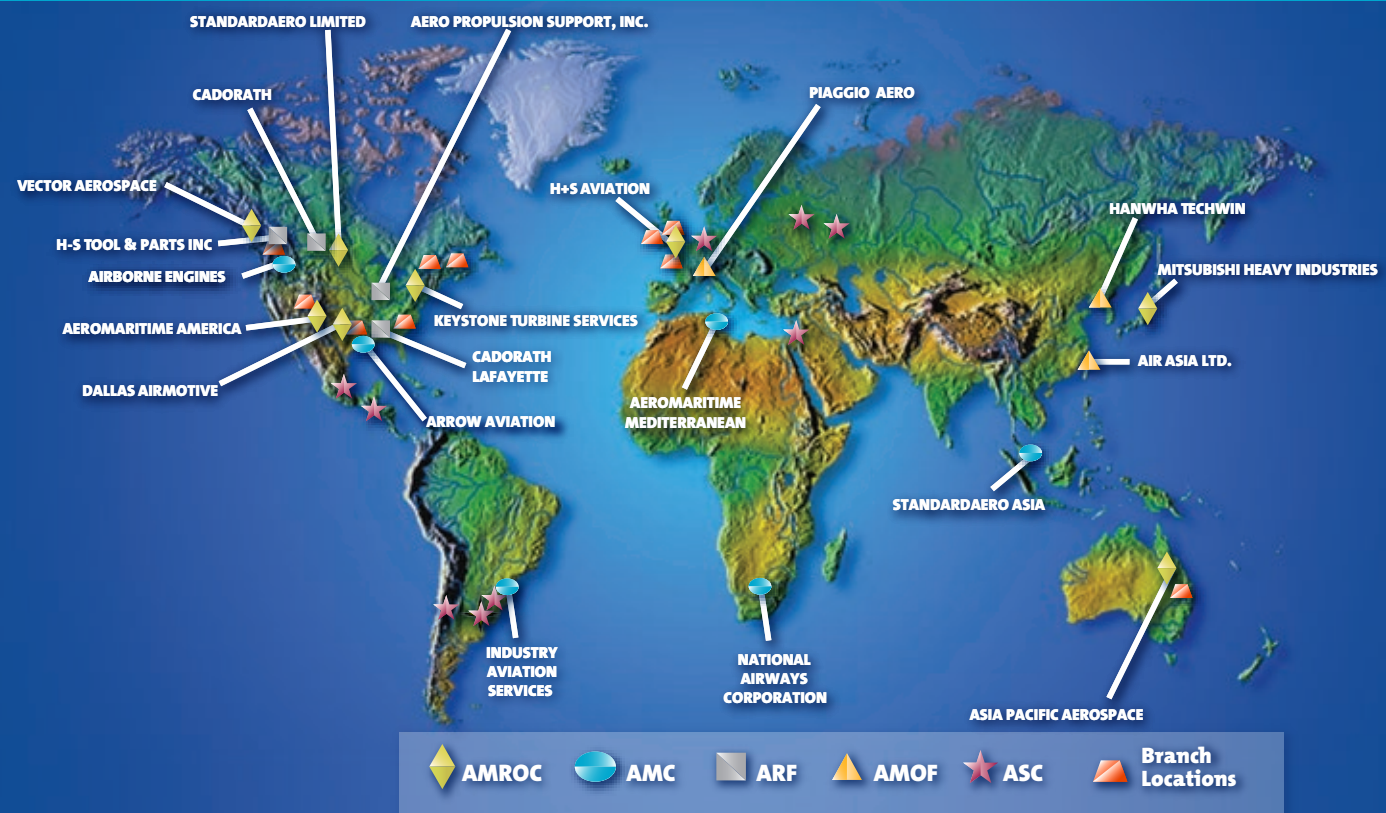 STANDARDAERO LIMITED
AERO PROPULSION SUPPORT, INC.
CADORATH
PIAGGIO AERO
VECTOR AEROSPACE
H+S AVIATION
HANWHA TECHWIN
H-S TOOL & PARTS INC
MITSUBISHI HEAVY INDUSTRIES
AIRBORNE ENGINES
AEROMARITIME AMERICA
KEYSTONE TURBINE SERVICES
CADORATH
LAFAYETTE
AIR ASIA LTD.
DALLAS AIRMOTIVE
AEROMARITIME
MEDITERRANEAN
ARROW AVIATION
STANDARDAERO ASIA
INDUSTRY
AVIATION
SERVICES
NATIONAL
AIRWAYS
CORPORATION
ASIA PACIFIC AEROSPACE
AMROC
AMC
ARF
AMOF
ASC
Branch
Locations